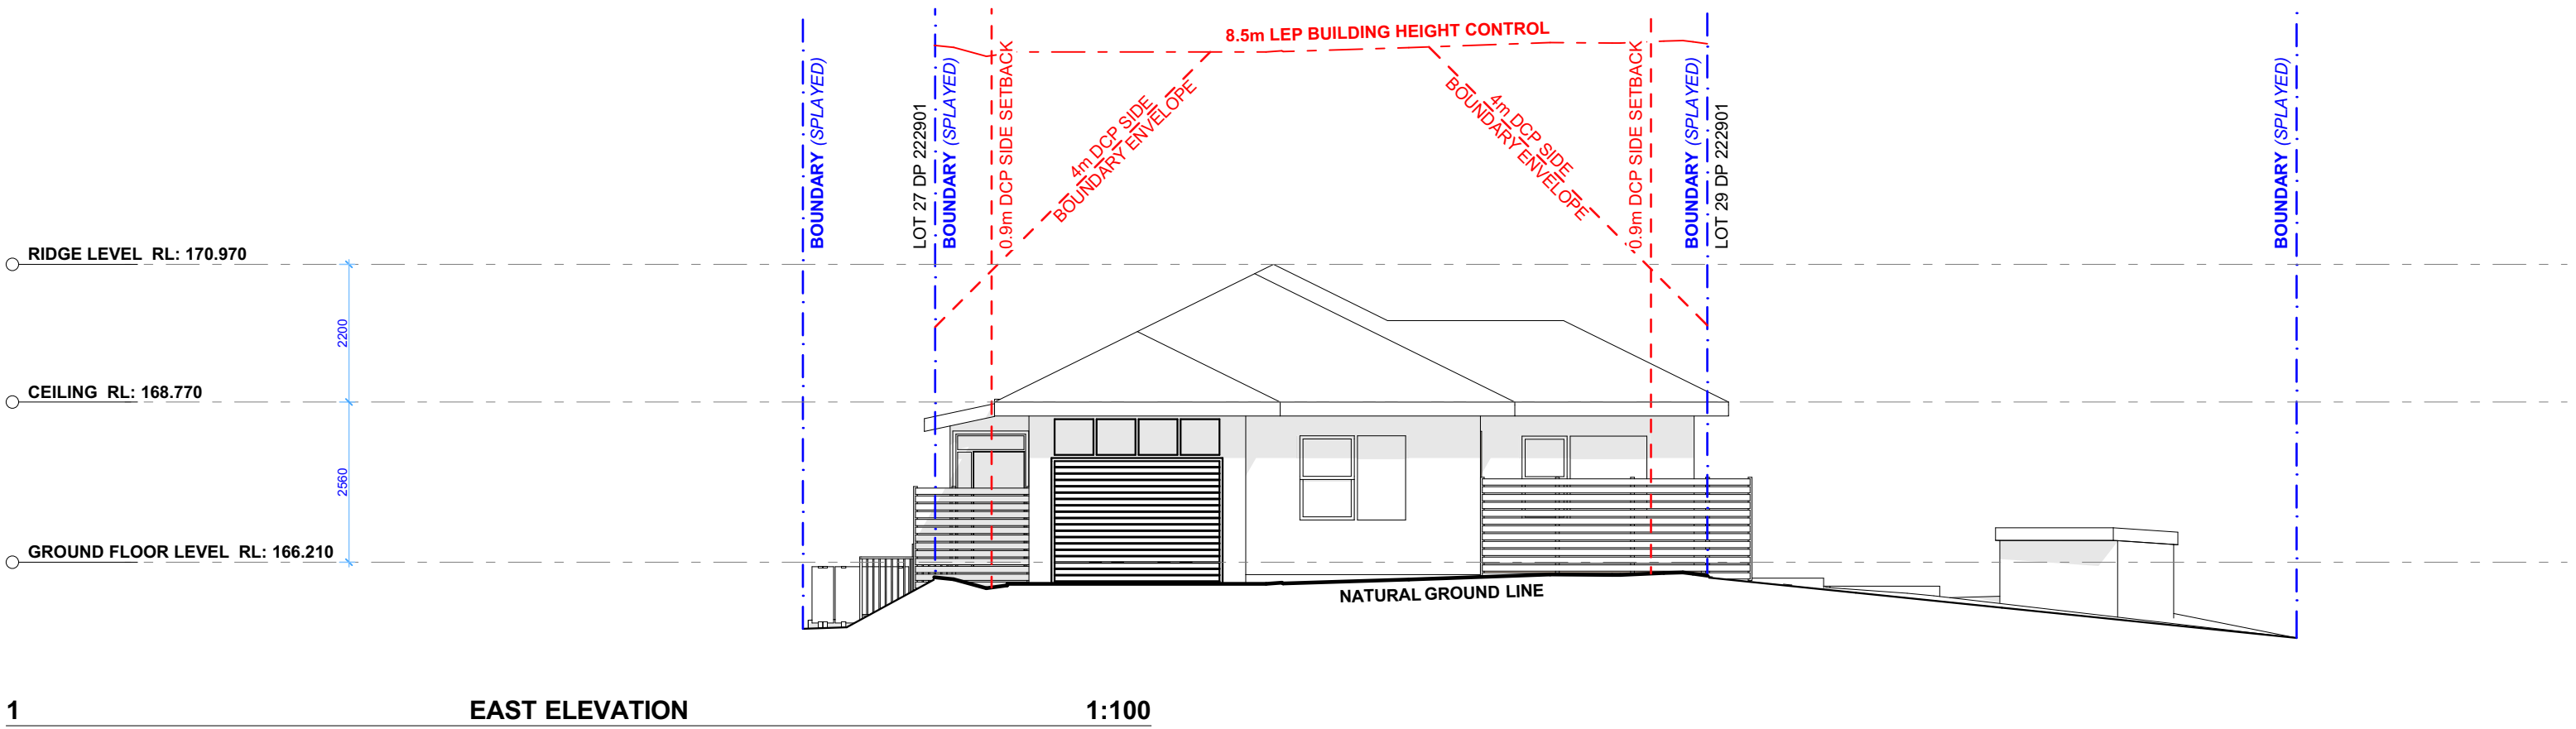 8.5m LEP BUILDING HEIGHT CONTROL
BOUNDARY (SPLAYED)
LOT 27 DP 222901
BOUNDARY (SPLAYED)
0.9m DCP SIDE SETBACK
4m DCP SIDE
BOUNDARY ENVELOPE
4m DCP SIDE
BOUNDARY ENVELOPE
0.9m DCP SIDE SETBACK
BOUNDARY (SPLAYED)
LOT 29 DP 222901
BOUNDARY (SPLAYED)
RIDGE LEVEL RL: 170.970
2200
CEILING RL: 168.770
2560
GROUND FLOOR LEVEL RL: 166.210
NATURAL GROUND LINE
1 EAST ELEVATION 1:100